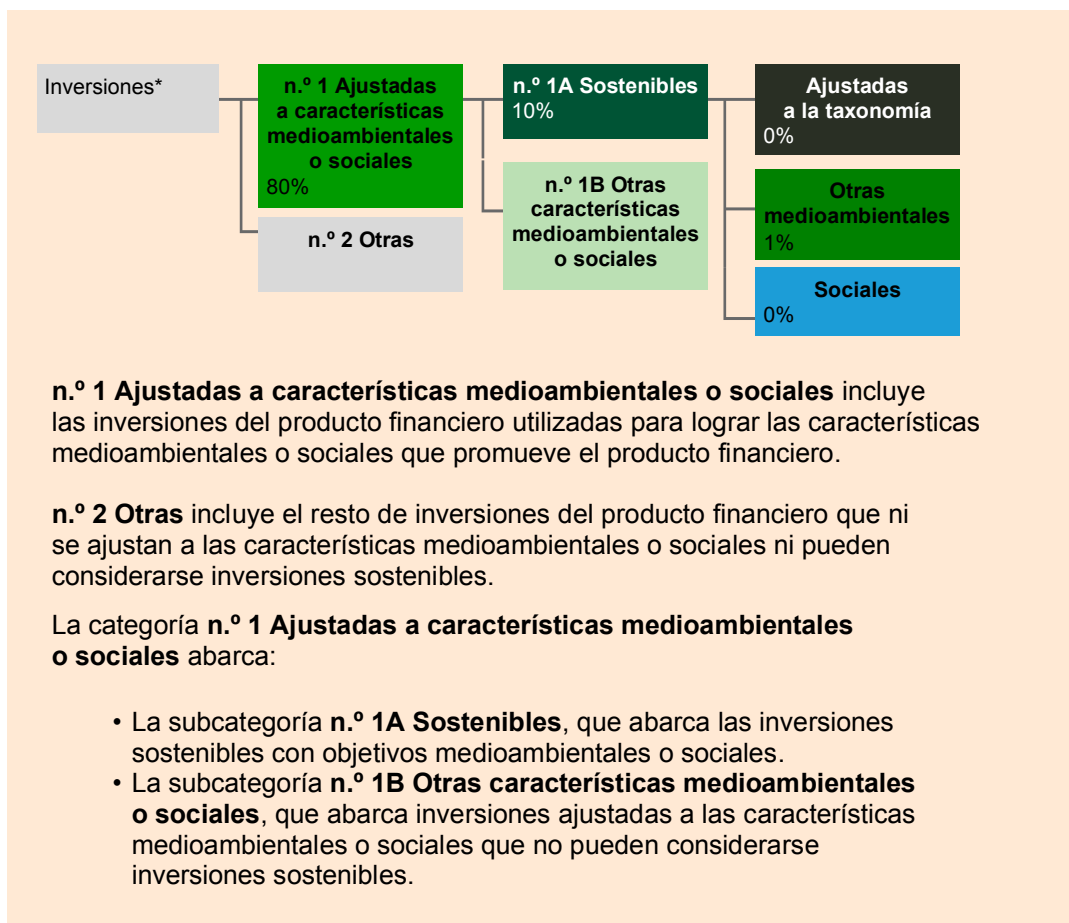 Inversiones*
n.º 1 Ajustadas
a características
medioambientales
o sociales
80%
n.º 2 Otras
n.º 1A Sostenibles
10%
n.º 1B Otras
características
medioambientales
o sociales
Ajustadas
a la taxonomía
0%
Otras
medioambientales
1%
Sociales
0%
n.º 1 Ajustadas a características medioambientales o sociales incluye
las inversiones del producto financiero utilizadas para lograr las características
medioambientales o sociales que promueve el producto financiero.
n.º 2 Otras incluye el resto de inversiones del producto financiero que ni
se ajustan a las características medioambientales o sociales ni pueden
considerarse inversiones sostenibles.
La categoría n.º 1 Ajustadas a características medioambientales
o sociales abarca:
• La subcategoría n.º 1A Sostenibles, que abarca las inversiones
sostenibles con objetivos medioambientales o sociales.
• La subcategoría n.º 1B Otras características medioambientales
o sociales, que abarca inversiones ajustadas a las características
medioambientales o sociales que no pueden considerarse
inversiones sostenibles.